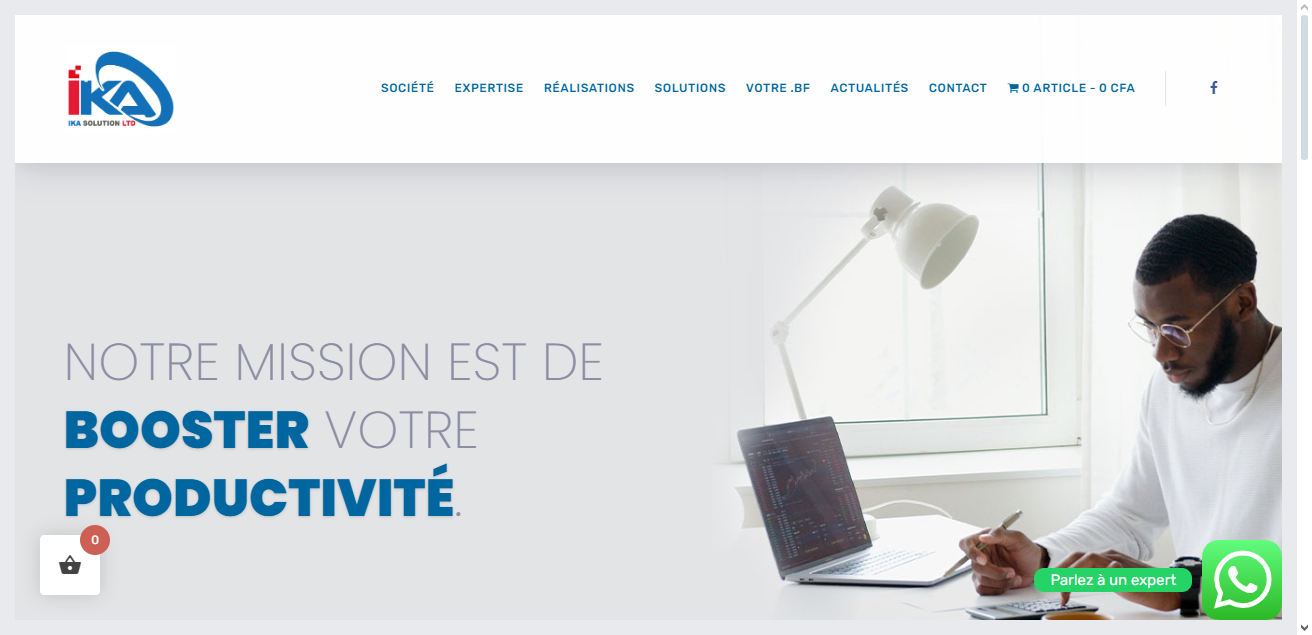 IKA
IKA SOLUTION LTD
SOCIÉTÉ EXPERTISE RÉALISATIONS SOLUTIONS VOTRE .BF ACTUALITÉS CONTACT 0 ARTICLE - 0 CFA
NOTRE MISSION EST DE
BOOSTER VOTRE
PRODUCTIVITÉ.
0
Parlez à un expert